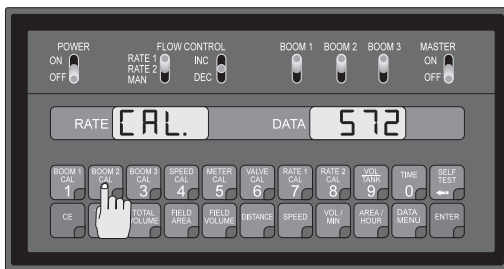 POWER
ON
OFF
FLOW CONTROL
RATE 1
RATE 2
MAN
INC
DEC
BOOM 1 BOOM 2 BOOM 3
MASTER
ON
OFF
RATE CAL. DATA 572
BOOM 1 CAL 1
BOOM 2 CAL
BOOM 3 CAL 3
SPEED CAL 4
METER CAL 5
VALVE CAL 6
RATE 1 CAL 7
RATE 2 CAL 8
VOL TANK 9
TIME 0
SELF TEST
CE
TOTAL VOLUME
FIELD AREA
FIELD VOLUME
DISTANCE
SPEED
VOL / MIN
AREA / HOUR
DATA MENU
ENTER